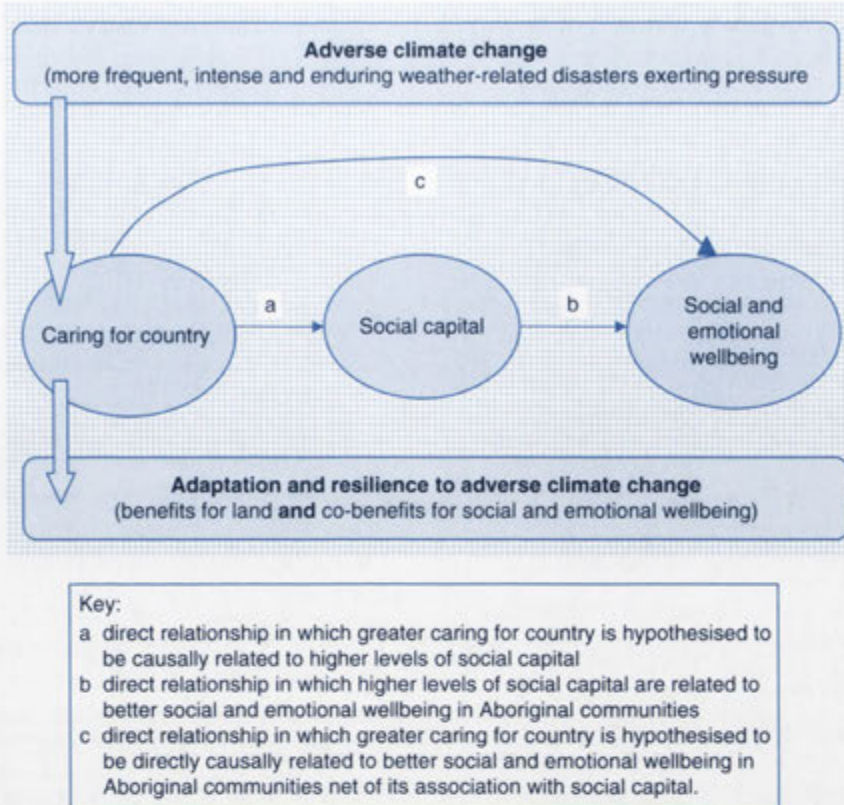 Adverse climate change
(more frequent, intense and enduring weather-related disasters exerting pressure
c
a
b
Caring for country
Social capital
Social and
emotional
wellbeing
Adaptation and resilience to adverse climate change
(benefits for land and co-benefits for social and emotional wellbeing)
Key:
a direct relationship in which greater caring for country is hypothesised to
be causally related to higher levels of social capital
b direct relationship in which higher levels of social capital are related to
better social and emotional wellbeing in Aboriginal communities
c direct relationship in which greater caring for country is hypothesised to
be directly causally related to better social and emotional wellbeing in
Aboriginal communities net of its association with social capital.